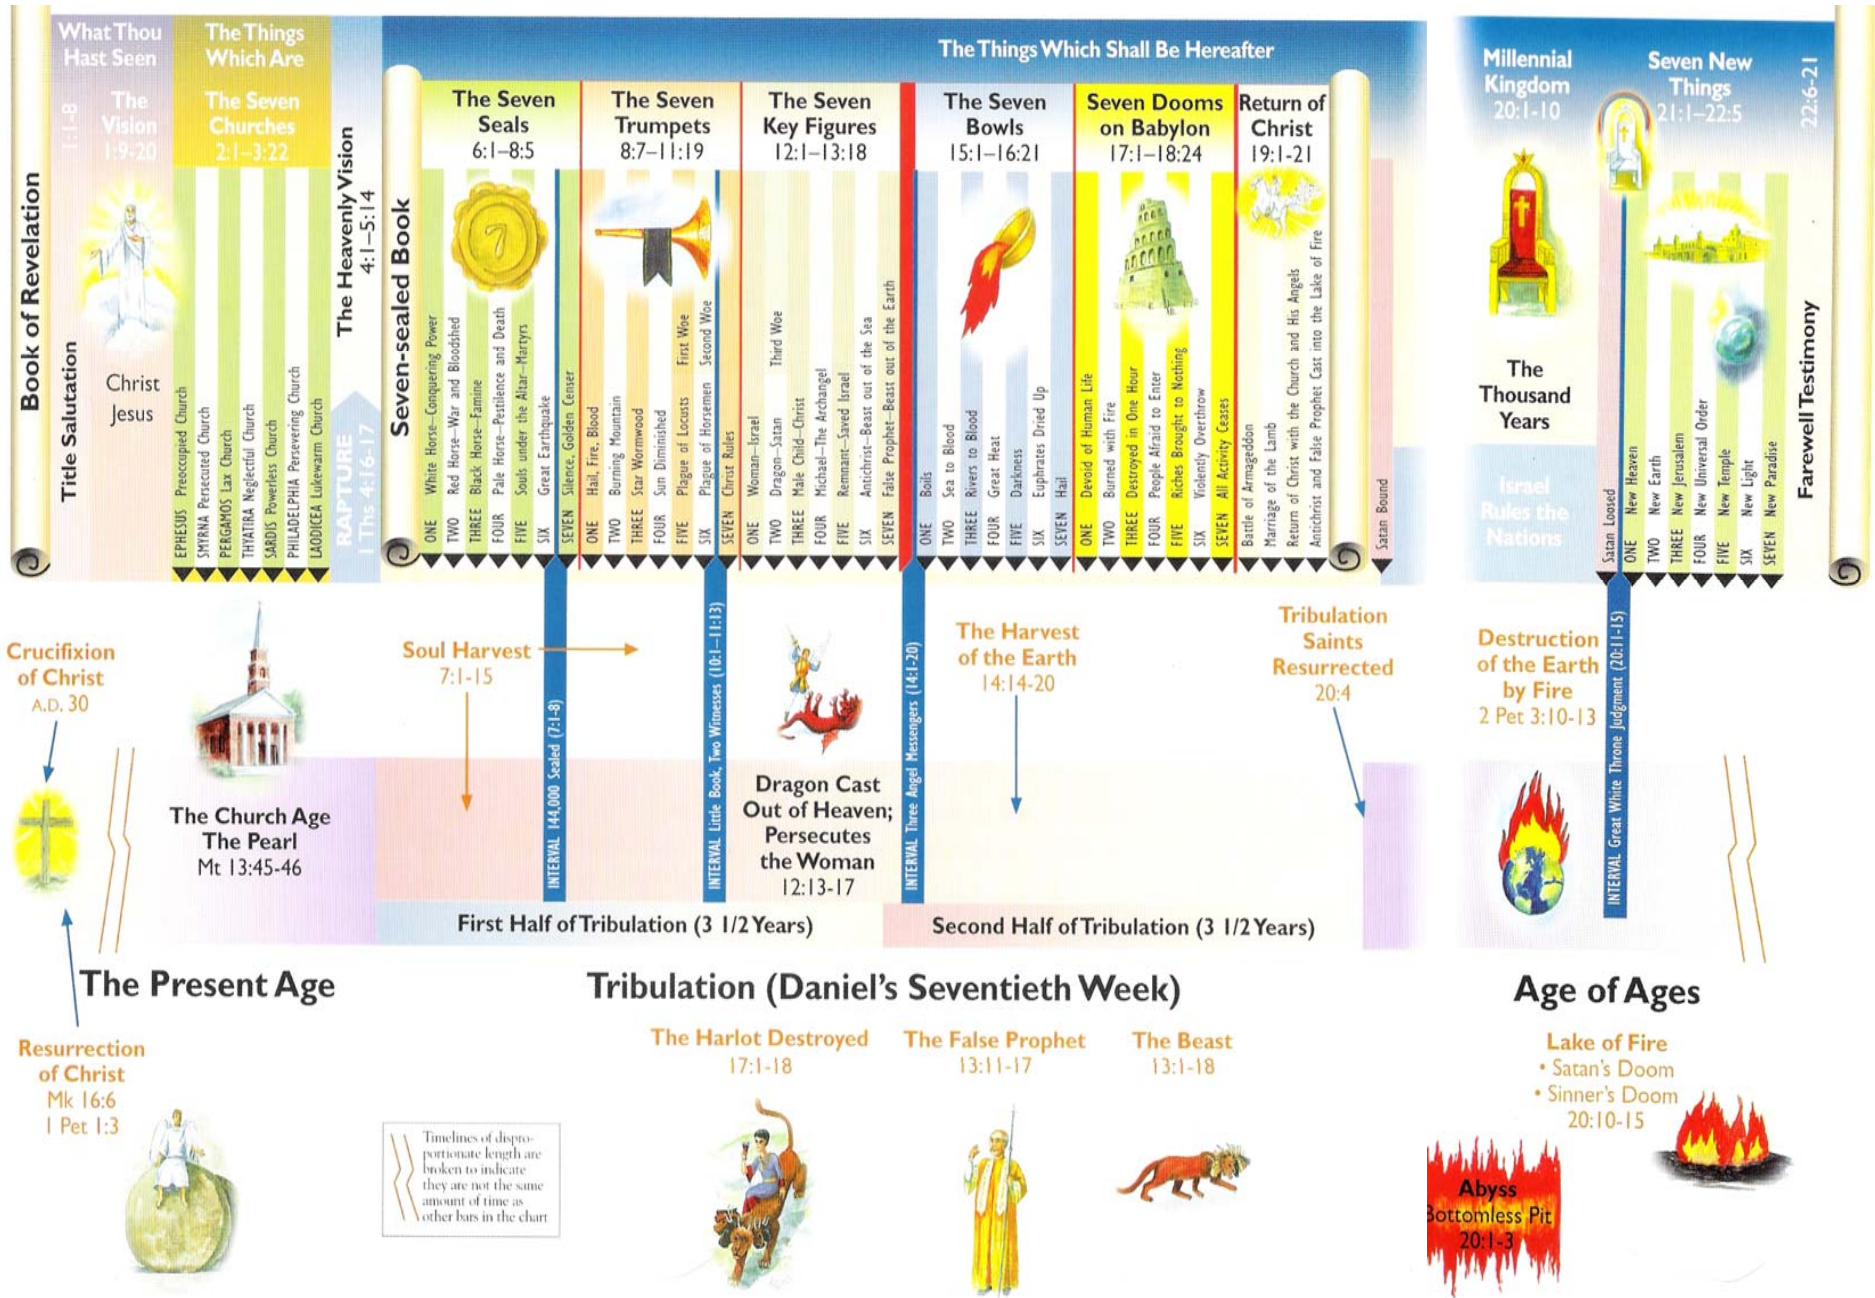 Book of Revelation
What Thou
Hast Seen
1:1-8
The
Vision
1:9-20
Title Salutation
Christ
Jesus
The Things
Which Are
The Seven
Churches
2:1–3:22
EPHESUS Preoccupied Church
SMYRNA Persecuted Church
PERGAMOS Lax Church
THYATIRA Neglectful Church
SARDIS Powerless Church
PHILADELPHIA Persevering Church
LAODICEA Lukewarm Church
The Heavenly Vision
4:1–5:14
RAPTURE
1 Ths 4:16-17
The Things Which Shall Be Hereafter
Seven-sealed Book
The Seven
Seals
6:1–8:5
ONE White Horse—Conquering Power
TWO Red Horse—War and Bloodshed
THREE Black Horse—Famine
FOUR Pale Horse—Pestilence and Death
FIVE Souls under the Altar—Martyrs
SIX Great Earthquake
SEVEN Silence, Golden Censer
The Seven
Trumpets
8:7–11:19
ONE Hail, Fire, Blood
TWO Burning Mountain
THREE Star Wormwood
FOUR Sun Diminished
FIVE Plague of Locusts First Woe
SIX Plague of Horsemen Second Woe
SEVEN Christ Rules
The Seven
Key Figures
12:1–13:18
ONE Woman—Israel
TWO Dragon—Satan Third Woe
THREE Male Child—Christ
FOUR Michael—The Archangel
FIVE Remnant—Saved Israel
SIX Antichrist—Beast out of the Sea
SEVEN False Prophet—Beast out of the Earth
The Seven
Bowls
15:1–16:21
ONE Boils
TWO Sea to Blood
THREE Rivers to Blood
FOUR Great Heat
FIVE Darkness
SIX Euphrates Dried Up
SEVEN Hail
Seven Dooms
on Babylon
17:1–18:24
ONE Devoid of Human Life
TWO Burned with Fire
THREE Destroyed in One Hour
FOUR People Afraid to Enter
FIVE Riches Brought to Nothing
SIX Violently Overthrow
SEVEN All Activity Ceases
Return of
Christ
19:1-21
Battle of Armageddon
Marriage of the Lamb
Return of Christ with the Church and His Angels
Antichrist and False Prophet Cast into the Lake of Fire
Satan Bound
Millennial
Kingdom
20:1-10
The
Thousand
Years
Israel
Rules the
Nations
Satan Loosed
Seven New
Things
21:1–22:5
ONE New Heaven
TWO New Earth
THREE New Jerusalem
FOUR New Universal Order
FIVE New Temple
SIX New Light
SEVEN New Paradise
22:6-21
Farewell Testimony
Crucifixion
of Christ
A.D. 30
The Church Age
The Pearl
Mt 13:45-46
Soul Harvest
7:1-15
INTERVAL 144,000 Sealed (7:1-8)
INTERVAL Little Book, Two Witnesses (10:1–11:13)
Dragon Cast
Out of Heaven;
Persecutes
the Woman
12:13-17
INTERVAL Three Angel Messengers (14:1-20)
The Harvest
of the Earth
14:14-20
Tribulation
Saints
Resurrected
20:4
Destruction
of the Earth
by Fire
2 Pet 3:10-13
INTERVAL Great White Throne Judgment (20:11-15)
First Half of Tribulation (3 1/2 Years)
Second Half of Tribulation (3 1/2 Years)
The Present Age
Tribulation (Daniel's Seventieth Week)
Age of Ages
Resurrection
of Christ
Mk 16:6
1 Pet 1:3
Timelines of dispro-
portionate length are
broken to indicate
they are not the same
amount of time as
other bars in the chart
The Harlot Destroyed
17:1-18
The False Prophet
13:11-17
The Beast
13:1-18
Lake of Fire
• Satan's Doom
• Sinner's Doom
20:10-15
Abyss
Bottomless Pit
20:1-3
7